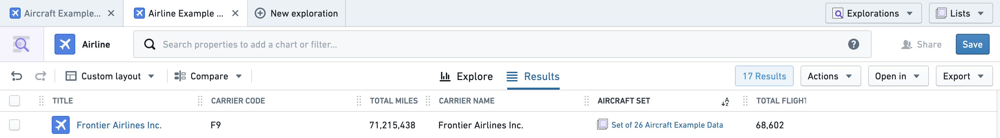 Aircraft Example... Airline Example ... New exploration Explorations Lists
Airline Search properties to add a chart or filter... ? Share Save
Custom layout Compare Explore Results 17 Results Actions Open in Export
TITLE CARRIER CODE TOTAL MILES CARRIER NAME AIRCRAFT SET TOTAL FLIGHT
Frontier Airlines Inc. F9 71,215,438 Frontier Airlines Inc. Set of 26 Aircraft Example Data 68,602